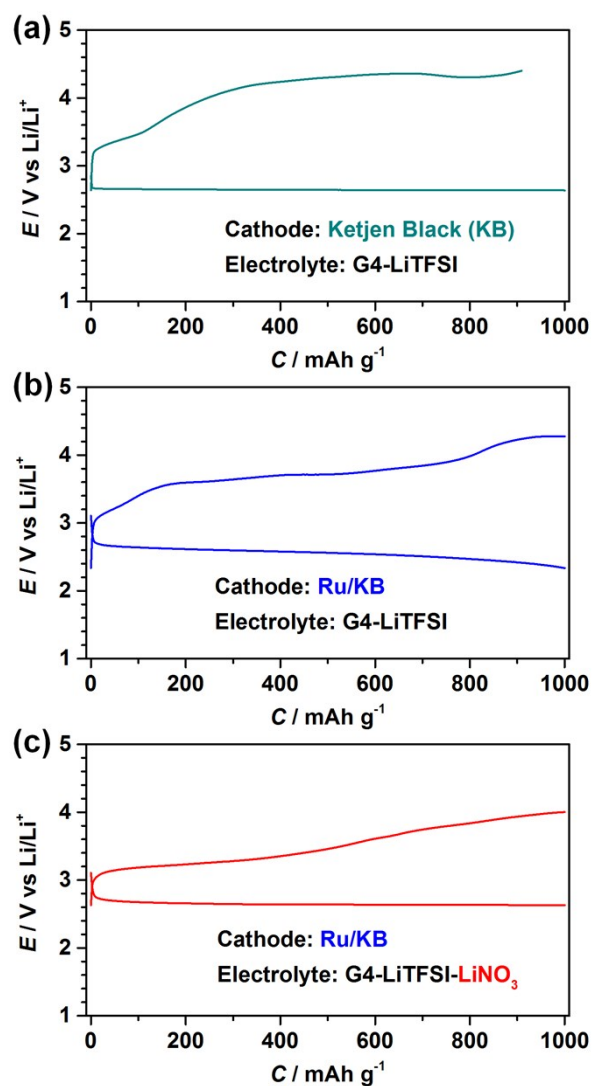 (a)
5
4
3
2
1
E / V vs Li/Li⁺
Cathode: Ketjen Black (KB)
Electrolyte: G4-LiTFSI
0 200 400 600 800 1000
C / mAh g⁻¹
(b)
5
4
3
2
1
E / V vs Li/Li⁺
Cathode: Ru/KB
Electrolyte: G4-LiTFSI
0 200 400 600 800 1000
C / mAh g⁻¹
(c)
5
4
3
2
1
E / V vs Li/Li⁺
Cathode: Ru/KB
Electrolyte: G4-LiTFSI-LiNO₃
0 200 400 600 800 1000
C / mAh g⁻¹